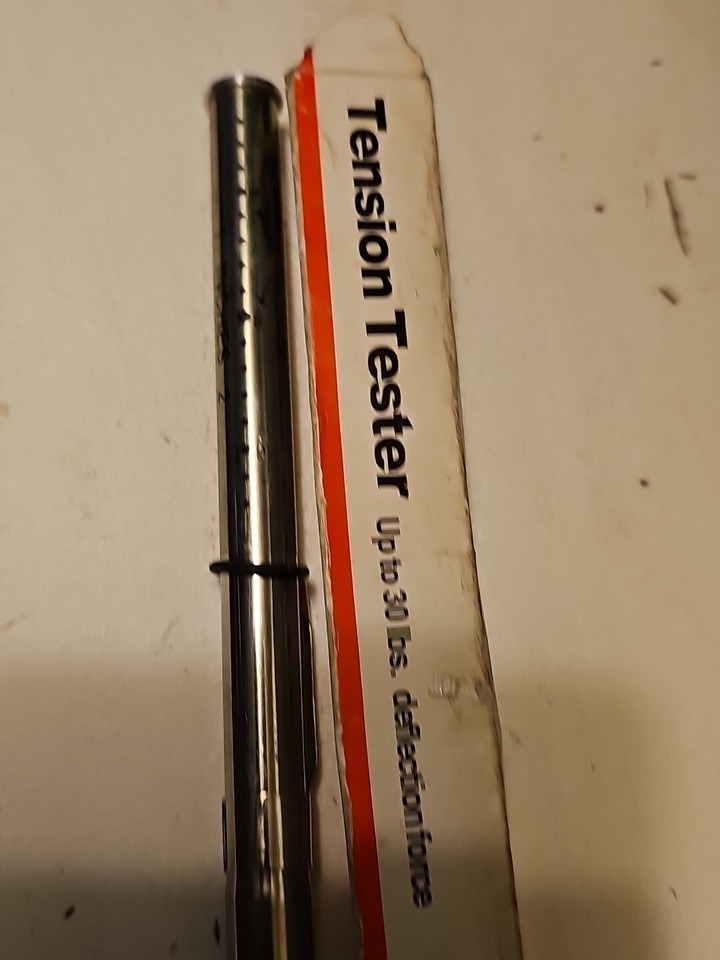 Tension Tester Up to 30 lbs. deflection force